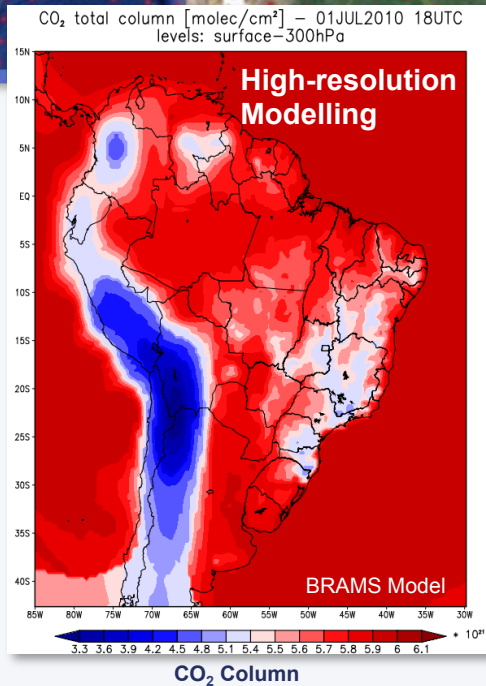 CO₂ total column [molec/cm²] – 01JUL2010 18UTC
levels: surface–300hPa
High-resolution
Modelling
15N
10N
5N
EQ
5S
10S
15S
20S
25S
30S
35S
40S
BRAMS Model
85W 80W 75W 70W 65W 60W 55W 50W 45W 40W 35W 30W
* 10²¹
3.3 3.6 3.9 4.2 4.5 4.8 5.1 5.4 5.5 5.6 5.7 5.8 5.9 6 6.1
CO₂ Column